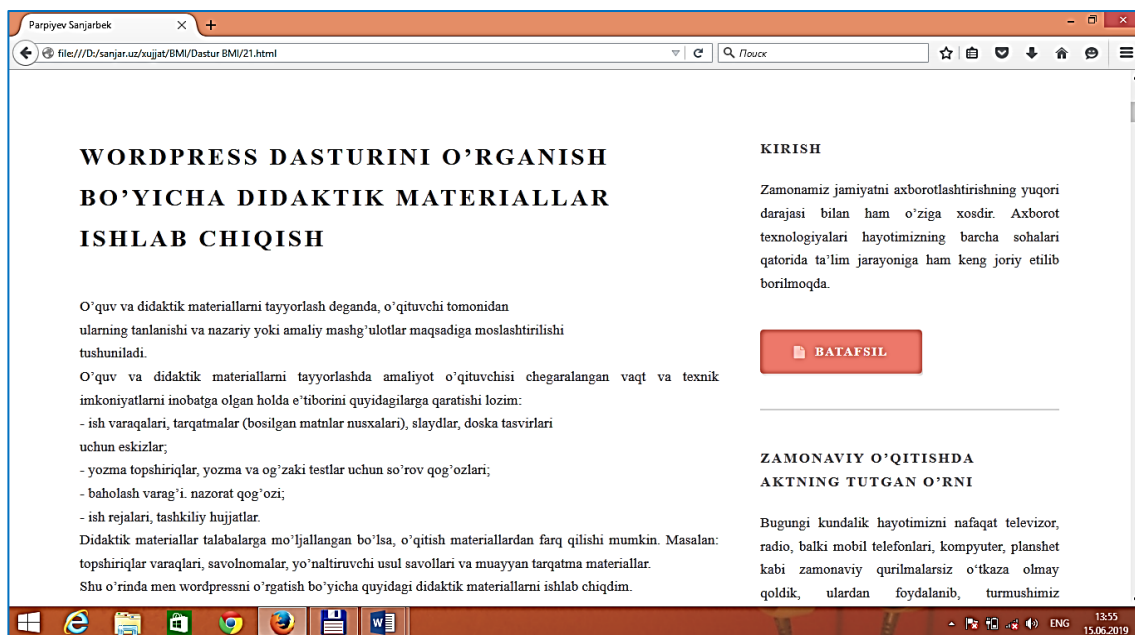 Parpiyev Sanjarbek
file:///D:/sanjar.uz/xujjat/BMI/Dastur BMI/21.html
Поиск
WORDPRESS DASTURINI O’RGANISH
BO’YICHA DIDAKTIK MATERIALLAR
ISHLAB CHIQISH
O’quv va didaktik materiallarni tayyorlash deganda, o’qituvchi tomonidan
ularning tanlanishi va nazariy yoki amaliy mashg’ulotlar maqsadiga moslashtirilishi
tushuniladi.
O’quv va didaktik materiallarni tayyorlashda amaliyot o’qituvchisi chegaralangan vaqt va texnik
imkoniyatlarni inobatga olgan holda e’tiborini quyidagilarga qaratishi lozim:
- ish varaqalari, tarqatmalar (bosilgan matnlar nusxalari), slaydlar, doska tasvirlari
uchun eskizlar;
- yozma topshiriqlar, yozma va og’zaki testlar uchun so’rov qog’ozlari;
- baholash varag’i. nazorat qog’ozi;
- ish rejalari, tashkiliy hujjatlar.
Didaktik materiallar talabalarga mo’ljallangan bo’lsa, o’qitish materiallardan farq qilishi mumkin. Masalan:
topshiriqlar varaqlari, savolnomalar, yo’naltiruvchi usul savollari va muayyan tarqatma materiallar.
Shu o’rinda men wordpressni o’rgatish bo’yicha quyidagi didaktik materiallarni ishlab chiqdim.
KIRISH
Zamonamiz jamiyatni axborotlashtirishning yuqori
darajasi bilan ham o’ziga xosdir. Axborot
texnologiyalari hayotimizning barcha sohalari
qatorida ta’lim jarayoniga ham keng joriy etilib
borilmoqda.
BATAFSIL
ZAMONAVIY O’QITISHDA
AKTNING TUTGAN O’RNI
Bugungi kundalik hayotimizni nafaqat televizor,
radio, balki mobil telefonlari, kompyuter, planshet
kabi zamonaviy qurilmalarsiz o‘tkaza olmay
qoldik, ulardan foydalanib, turmushimiz
ENG
13:55
15.06.2019